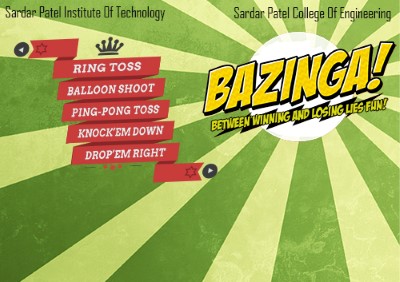 Sardar Patel Institute Of Technology
Sardar Patel College Of Engineering
RING TOSS
BALLOON SHOOT
PING-PONG TOSS
KNOCK'EM DOWN
DROP'EM RIGHT
BAZINGA!
BETWEEN WINNING AND LOSING LIES FUN!